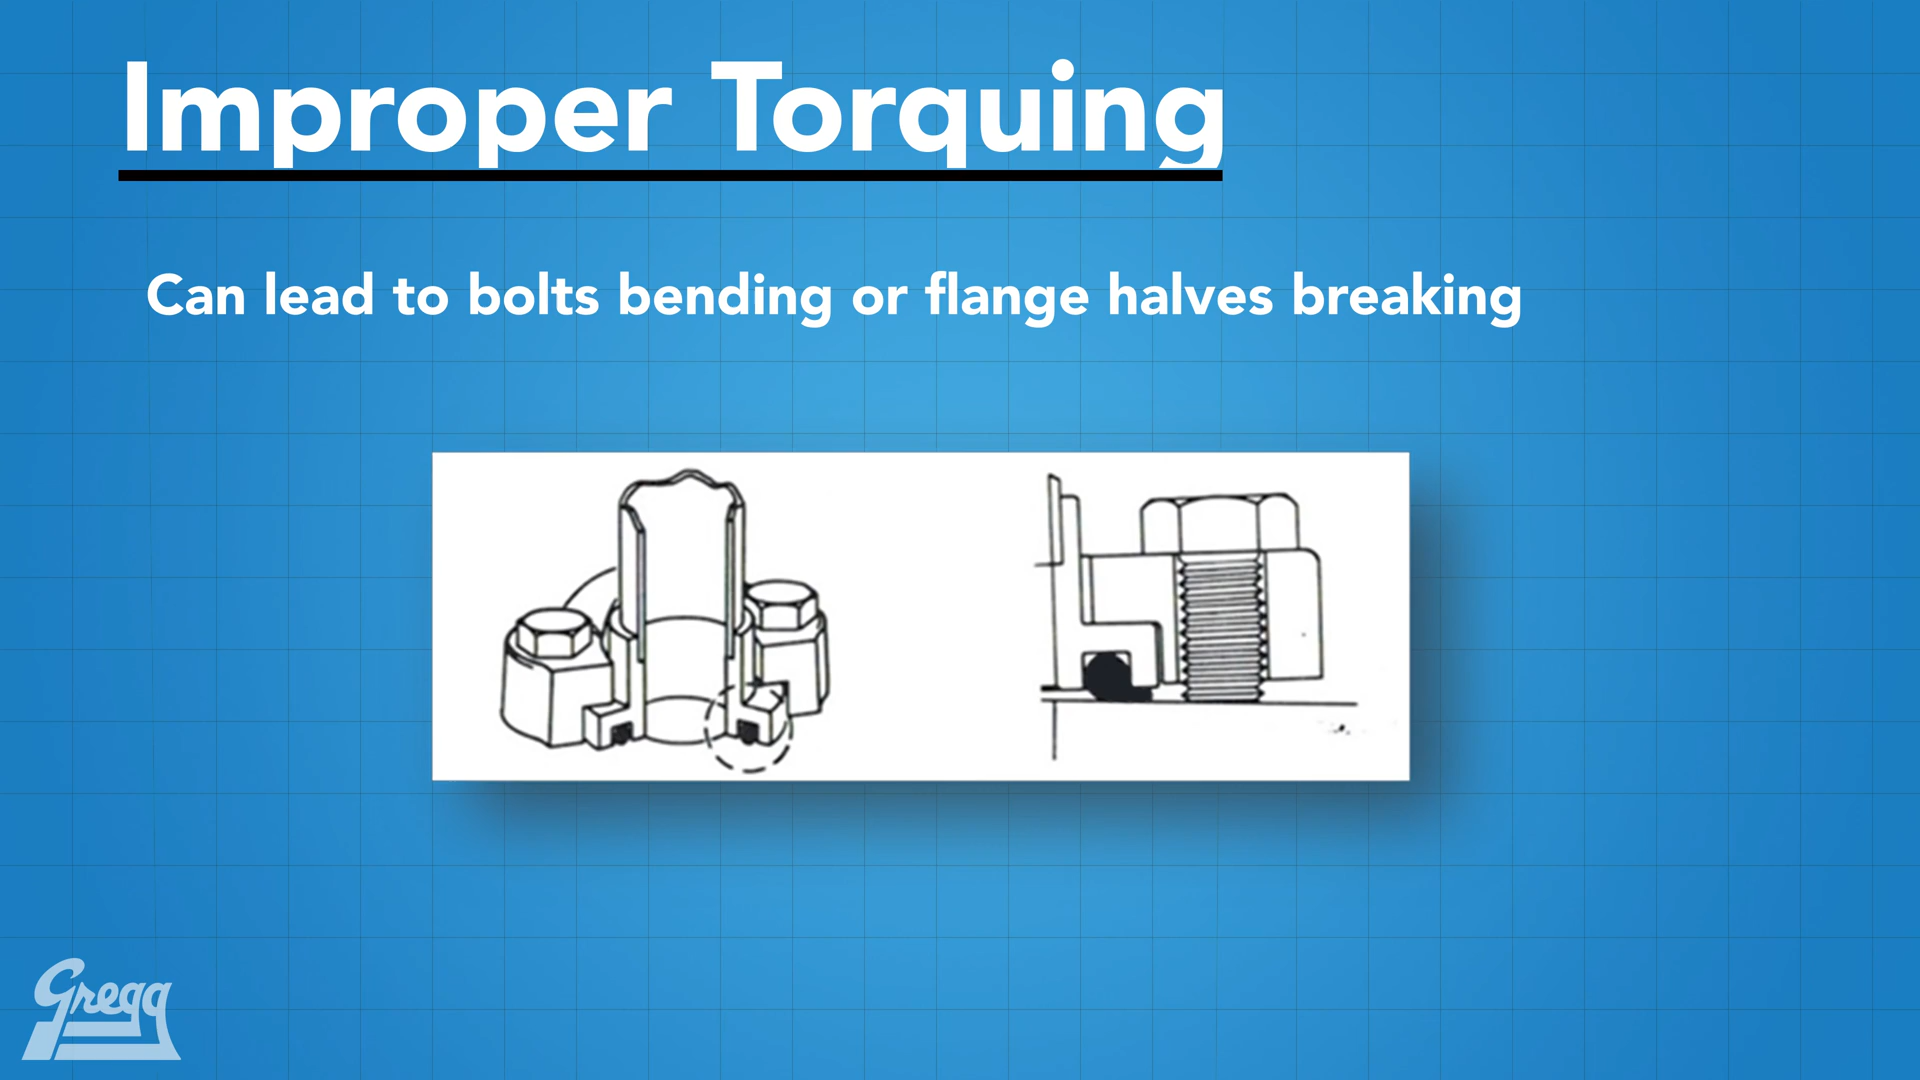 Improper Torquing
Can lead to bolts bending or flange halves breaking
Gregg